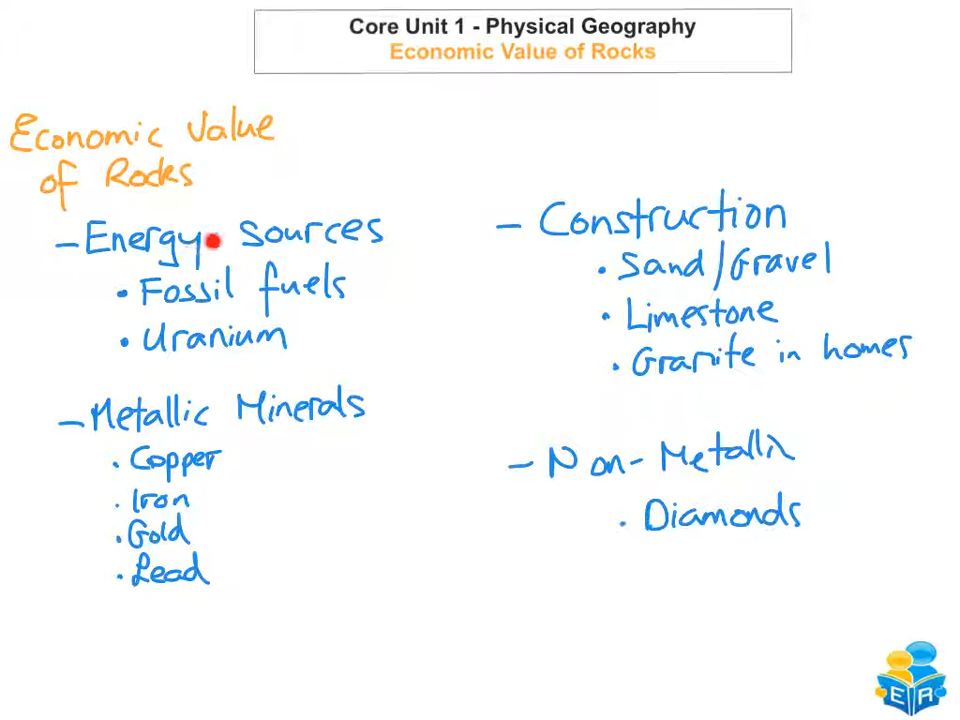 Core Unit 1 - Physical Geography
Economic Value of Rocks
Economic Value
of Rocks
- Energy Sources
• Fossil fuels
• Uranium
- Metallic Minerals
• Copper
• Iron
• Gold
• Lead
- Construction
• Sand/Gravel
• Limestone
• Granite in homes
- Non-Metallic
• Diamonds
E R